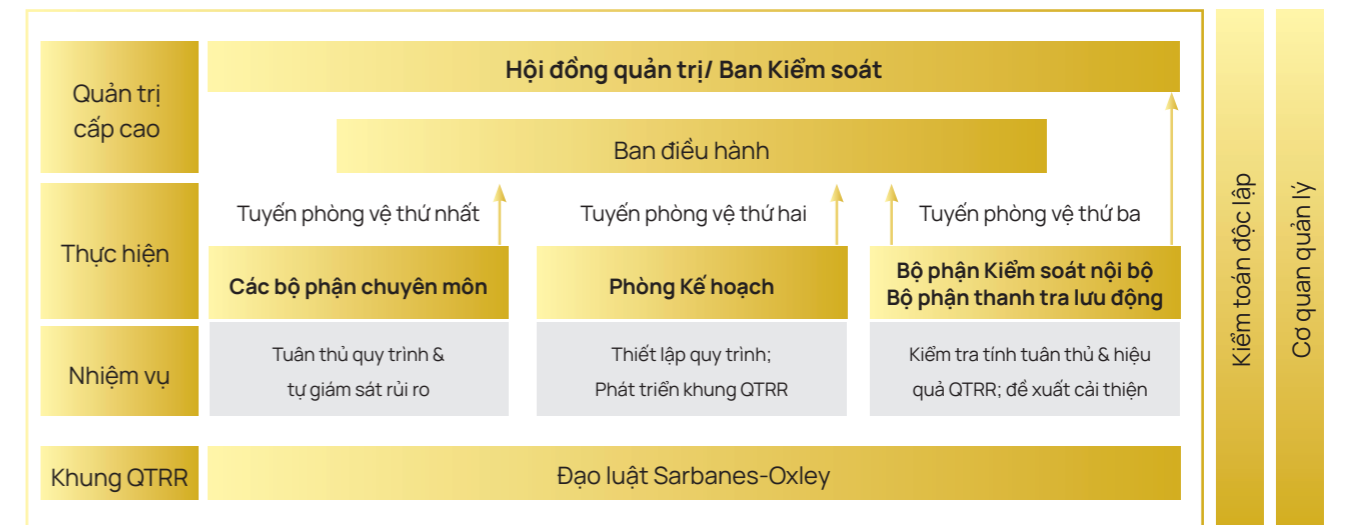 Quản trị
cấp cao
Hội đồng quản trị/ Ban Kiểm soát
Ban điều hành
Thực hiện
Tuyến phòng vệ thứ nhất
Tuyến phòng vệ thứ hai
Tuyến phòng vệ thứ ba
Các bộ phận chuyên môn
Phòng Kế hoạch
Bộ phận Kiểm soát nội bộ
Bộ phận thanh tra lưu động
Nhiệm vụ
Tuân thủ quy trình &
tự giám sát rủi ro
Thiết lập quy trình;
Phát triển khung QTRR
Kiểm tra tính tuân thủ & hiệu
quả QTRR; đề xuất cải thiện
Khung QTRR
Đạo luật Sarbanes-Oxley
Kiểm toán độc lập
Cơ quan quản lý